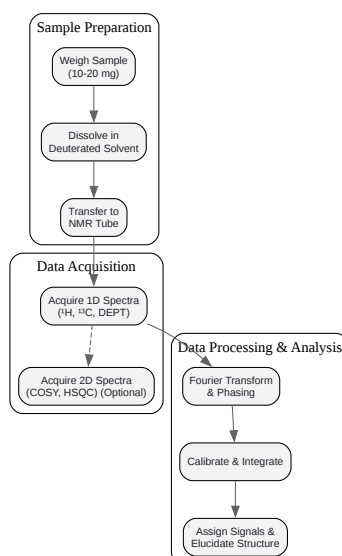 Sample Preparation
Weigh Sample
(10-20 mg)
Dissolve in
Deuterated Solvent
Transfer to
NMR Tube
Data Acquisition
Acquire 1D Spectra
(¹H, ¹³C, DEPT)
Acquire 2D Spectra
(COSY, HSQC) (Optional)
Data Processing & Analysis
Fourier Transform
& Phasing
Calibrate & Integrate
Assign Signals &
Elucidate Structure